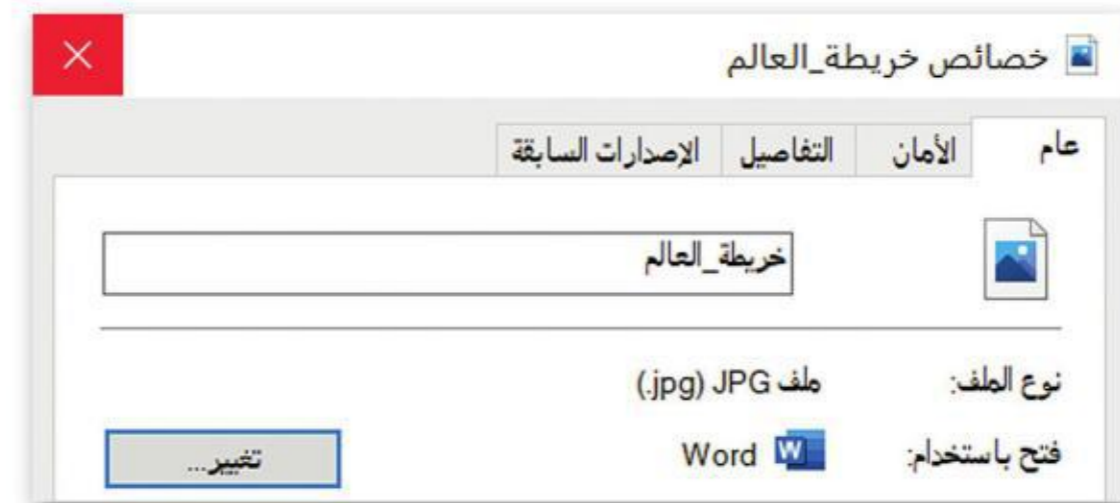 خصائص خريطة_العالم
عام الأمان التفاصيل الإصدارات السابقة
خريطة_العالم
نوع الملف: ملف JPG (.jpg)
فتح باستخدام: Word
تغيير...